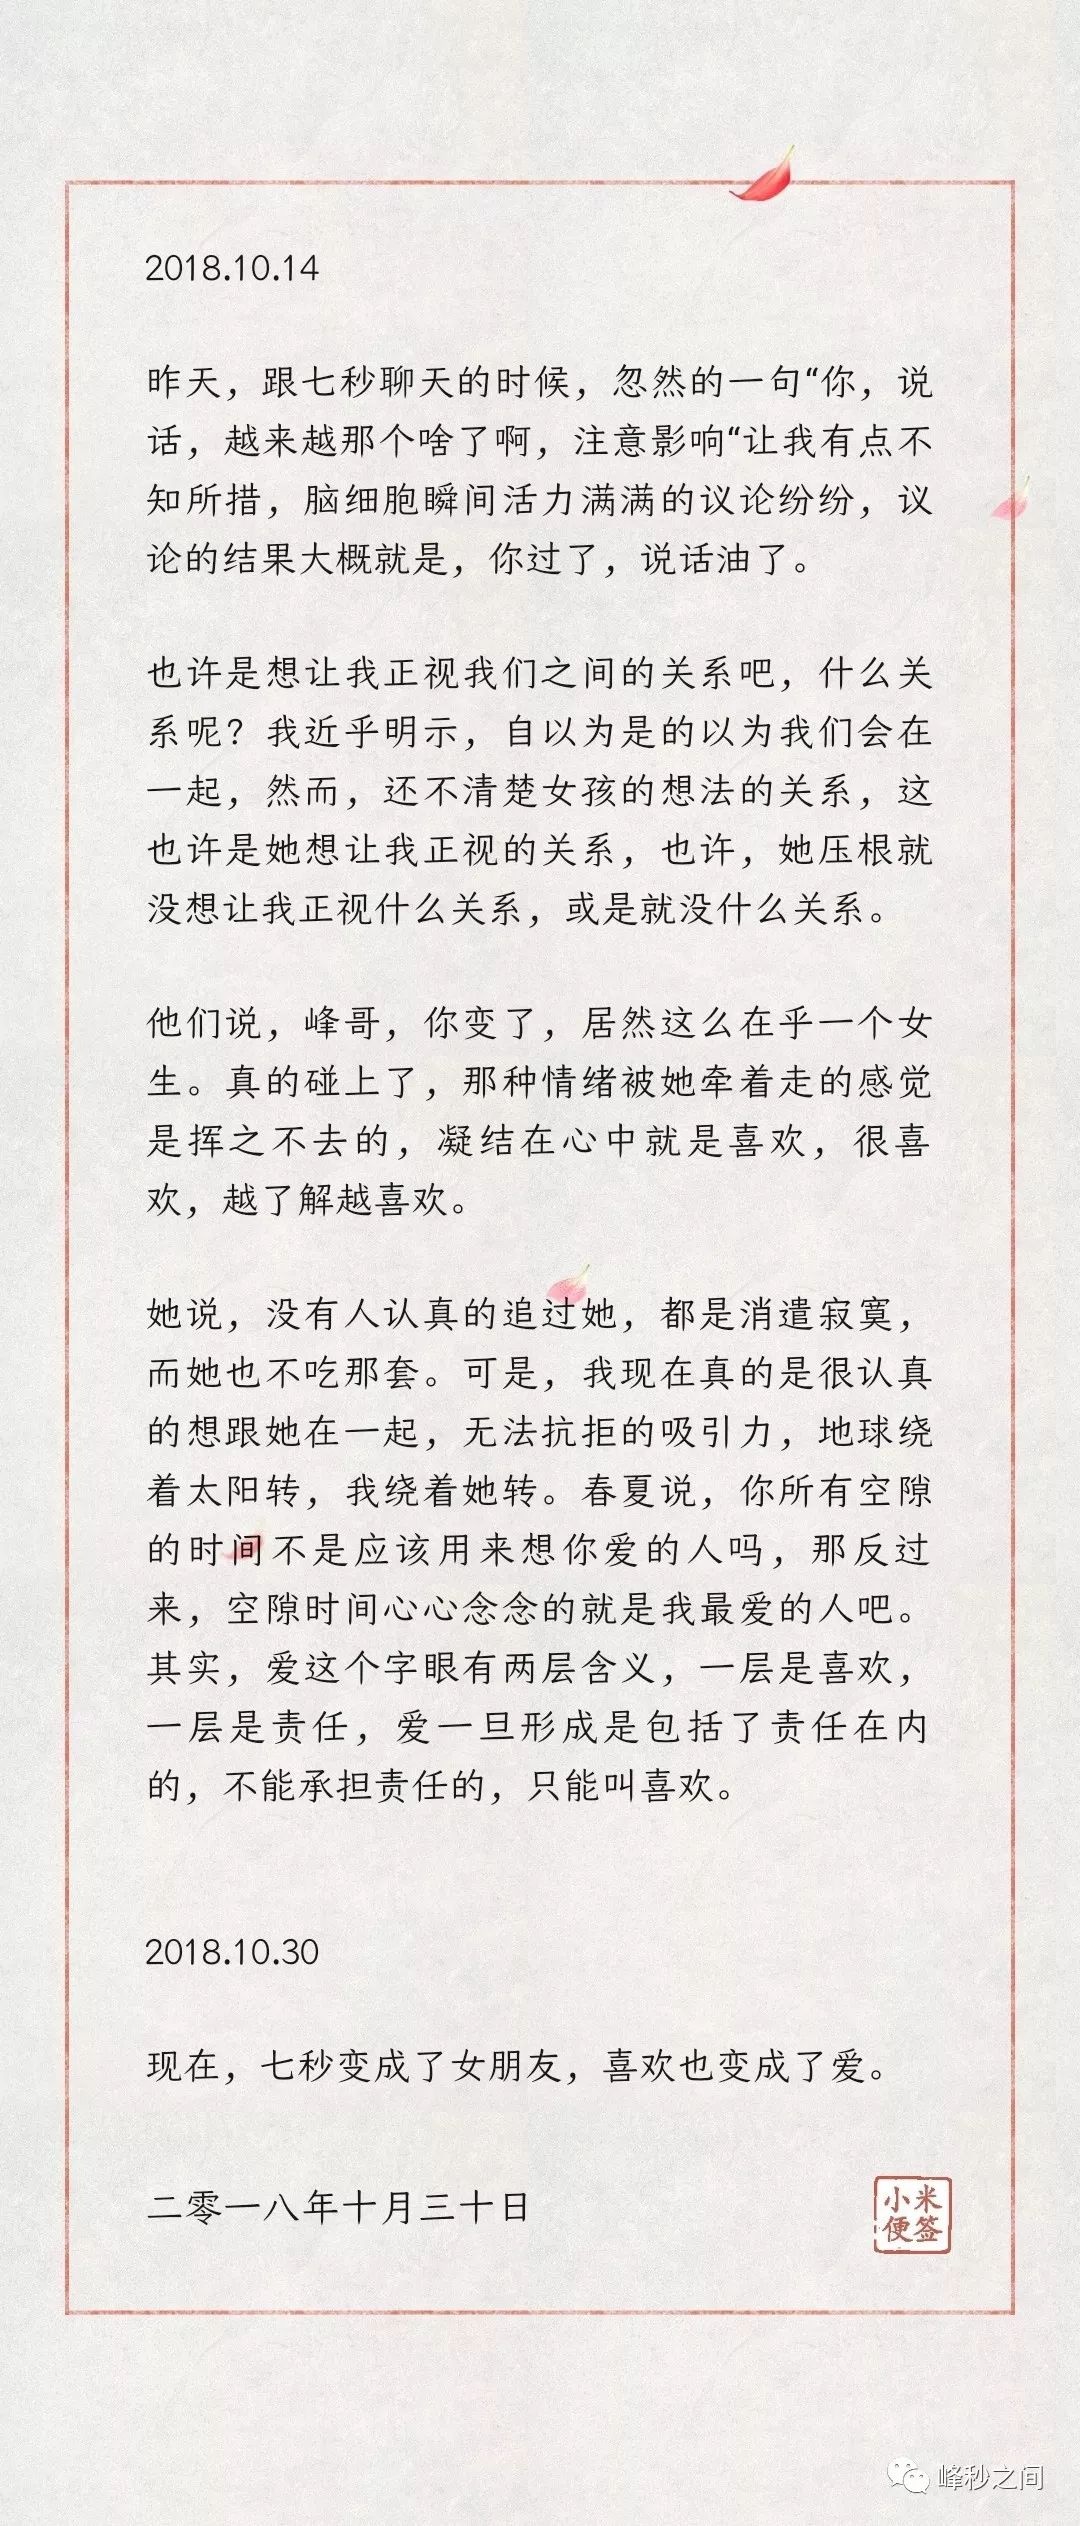 2018.10.14
昨天，跟七秒聊天的时候，忽然的一句“你，说
话，越来越那个啥了啊，注意影响“让我有点不
知所措，脑细胞瞬间活力满满的议论纷纷，议
论的结果大概就是，你过了，说话油了。
也许是想让我正视我们之间的关系吧，什么关
系呢？我近乎明示，自以为是的以为我们会在
一起，然而，还不清楚女孩的想法的关系，这
也许是她想让我正视的关系，也许，她压根就
没想让我正视什么关系，或是就没什么关系。
他们说，峰哥，你变了，居然这么在乎一个女
生。真的碰上了，那种情绪被她牵着走的感觉
是挥之不去的，凝结在心中就是喜欢，很喜
欢，越了解越喜欢。
她说，没有人认真的追过她，都是消遣寂寞，
而她也不吃那套。可是，我现在真的是很认真
的想跟她在一起，无法抗拒的吸引力，地球绕
着太阳转，我绕着她转。春夏说，你所有空隙
的时间不是应该用来想你爱的人吗，那反过
来，空隙时间心心念念的就是我最爱的人吧。
其实，爱这个字眼有两层含义，一层是喜欢，
一层是责任，爱一旦形成是包括了责任在内
的，不能承担责任的，只能叫喜欢。
2018.10.30
现在，七秒变成了女朋友，喜欢也变成了爱。
二零一八年十月三十日
小米
便签
峰秒之间